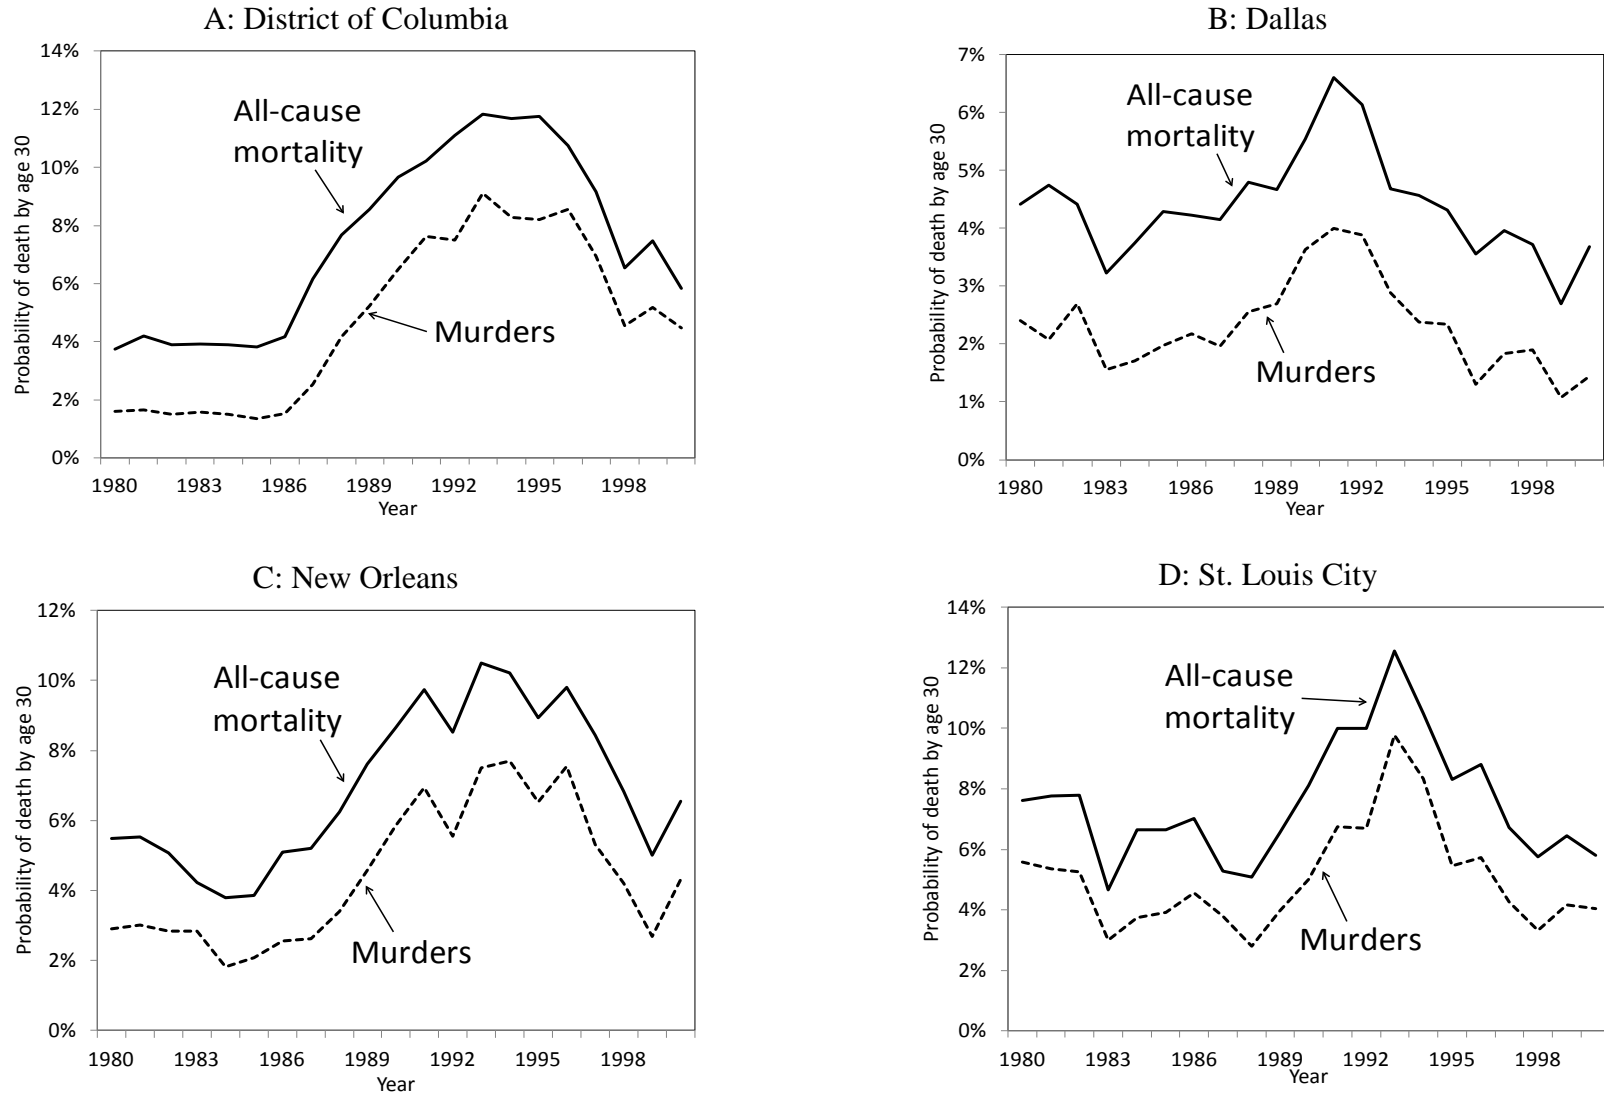 A: District of Columbia
14%
12%
10%
8%
6%
4%
2%
0%
Probability of death by age 30
All-cause
mortality
Murders
1980 1983 1986 1989 1992 1995 1998
Year
B: Dallas
7%
6%
5%
4%
3%
2%
1%
0%
Probability of death by age 30
All-cause
mortality
Murders
1980 1983 1986 1989 1992 1995 1998
Year
C: New Orleans
12%
10%
8%
6%
4%
2%
0%
Probability of death by age 30
All-cause
mortality
Murders
1980 1983 1986 1989 1992 1995 1998
Year
D: St. Louis City
14%
12%
10%
8%
6%
4%
2%
0%
Probability of death by age 30
All-cause
mortality
Murders
1980 1983 1986 1989 1992 1995 1998
Year